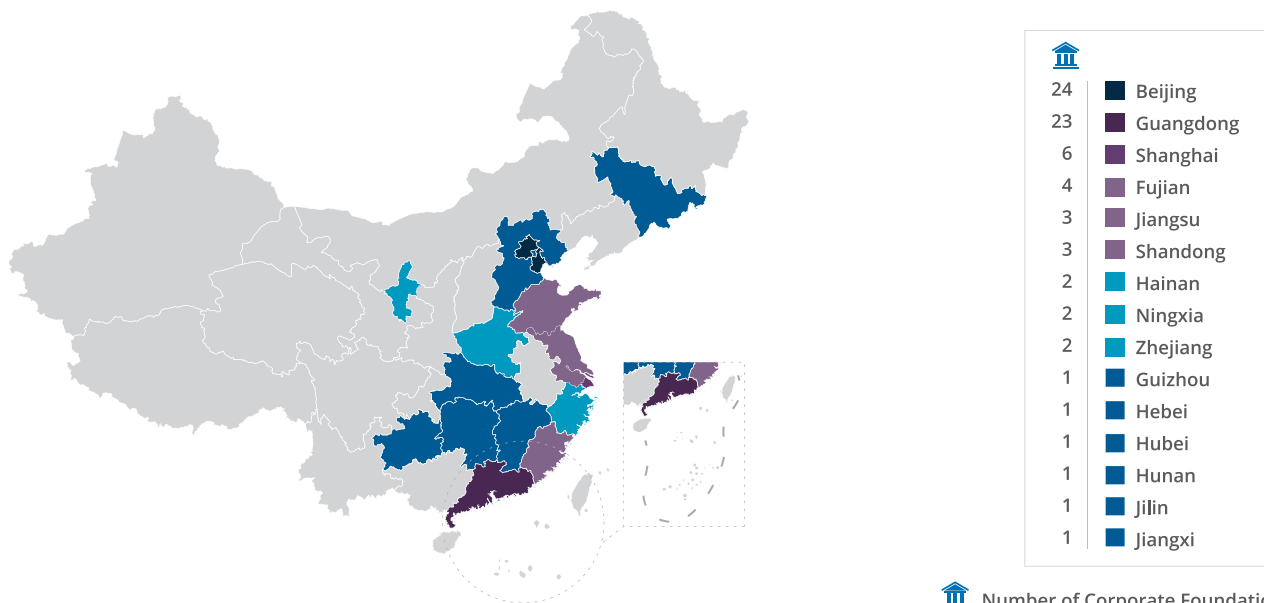 24 Beijing
23 Guangdong
6 Shanghai
4 Fujian
3 Jiangsu
3 Shandong
2 Hainan
2 Ningxia
2 Zhejiang
1 Guizhou
1 Hebei
1 Hubei
1 Hunan
1 Jilin
1 Jiangxi
Number of Corporate